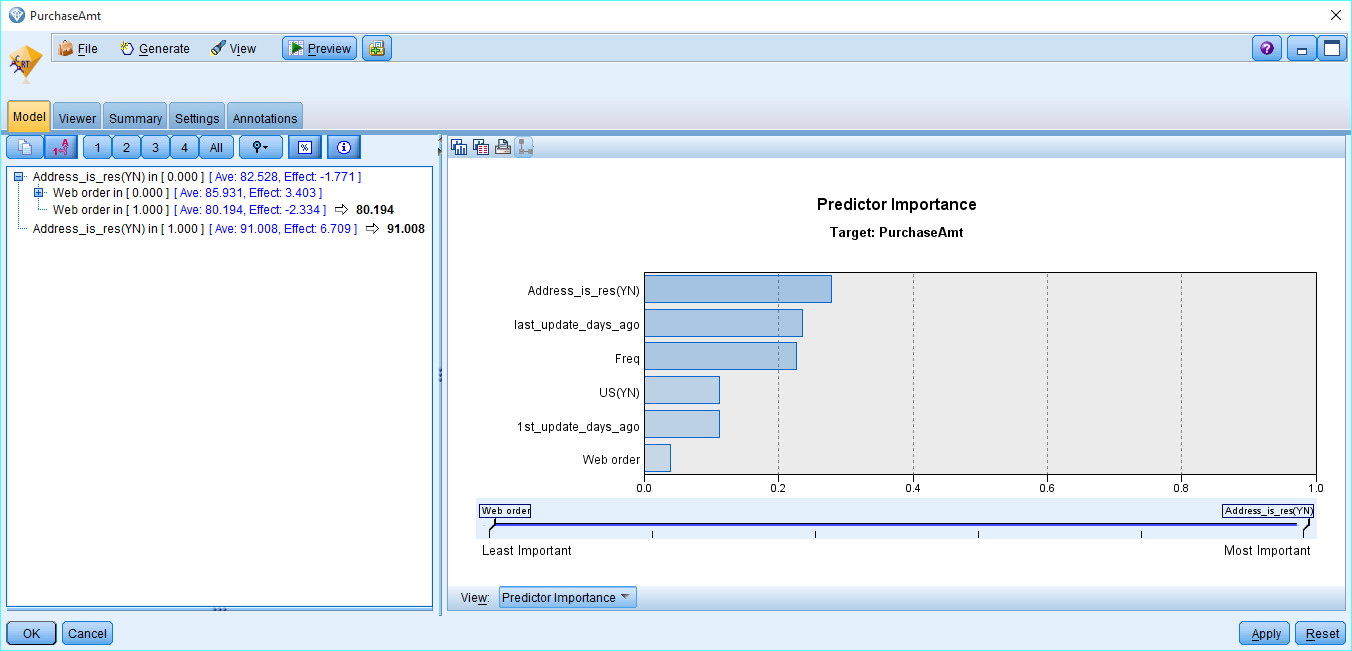 PurchaseAmt
File Generate View Preview
C&RT
Model Viewer Summary Settings Annotations
1 2 3 4 All %
Address_is_res(YN) in [ 0.000 ] [ Ave: 82.528, Effect: -1.771 ]
Web order in [ 0.000 ] [ Ave: 85.931, Effect: 3.403 ]
Web order in [ 1.000 ] [ Ave: 80.194, Effect: -2.334 ] ⇨ 80.194
Address_is_res(YN) in [ 1.000 ] [ Ave: 91.008, Effect: 6.709 ] ⇨ 91.008
Predictor Importance
Target: PurchaseAmt
Address_is_res(YN)
last_update_days_ago
Freq
US(YN)
1st_update_days_ago
Web order
0.0 0.2 0.4 0.6 0.8 1.0
Web order Address_is_res(YN)
Least Important Most Important
View: Predictor Importance
OK Cancel Apply Reset